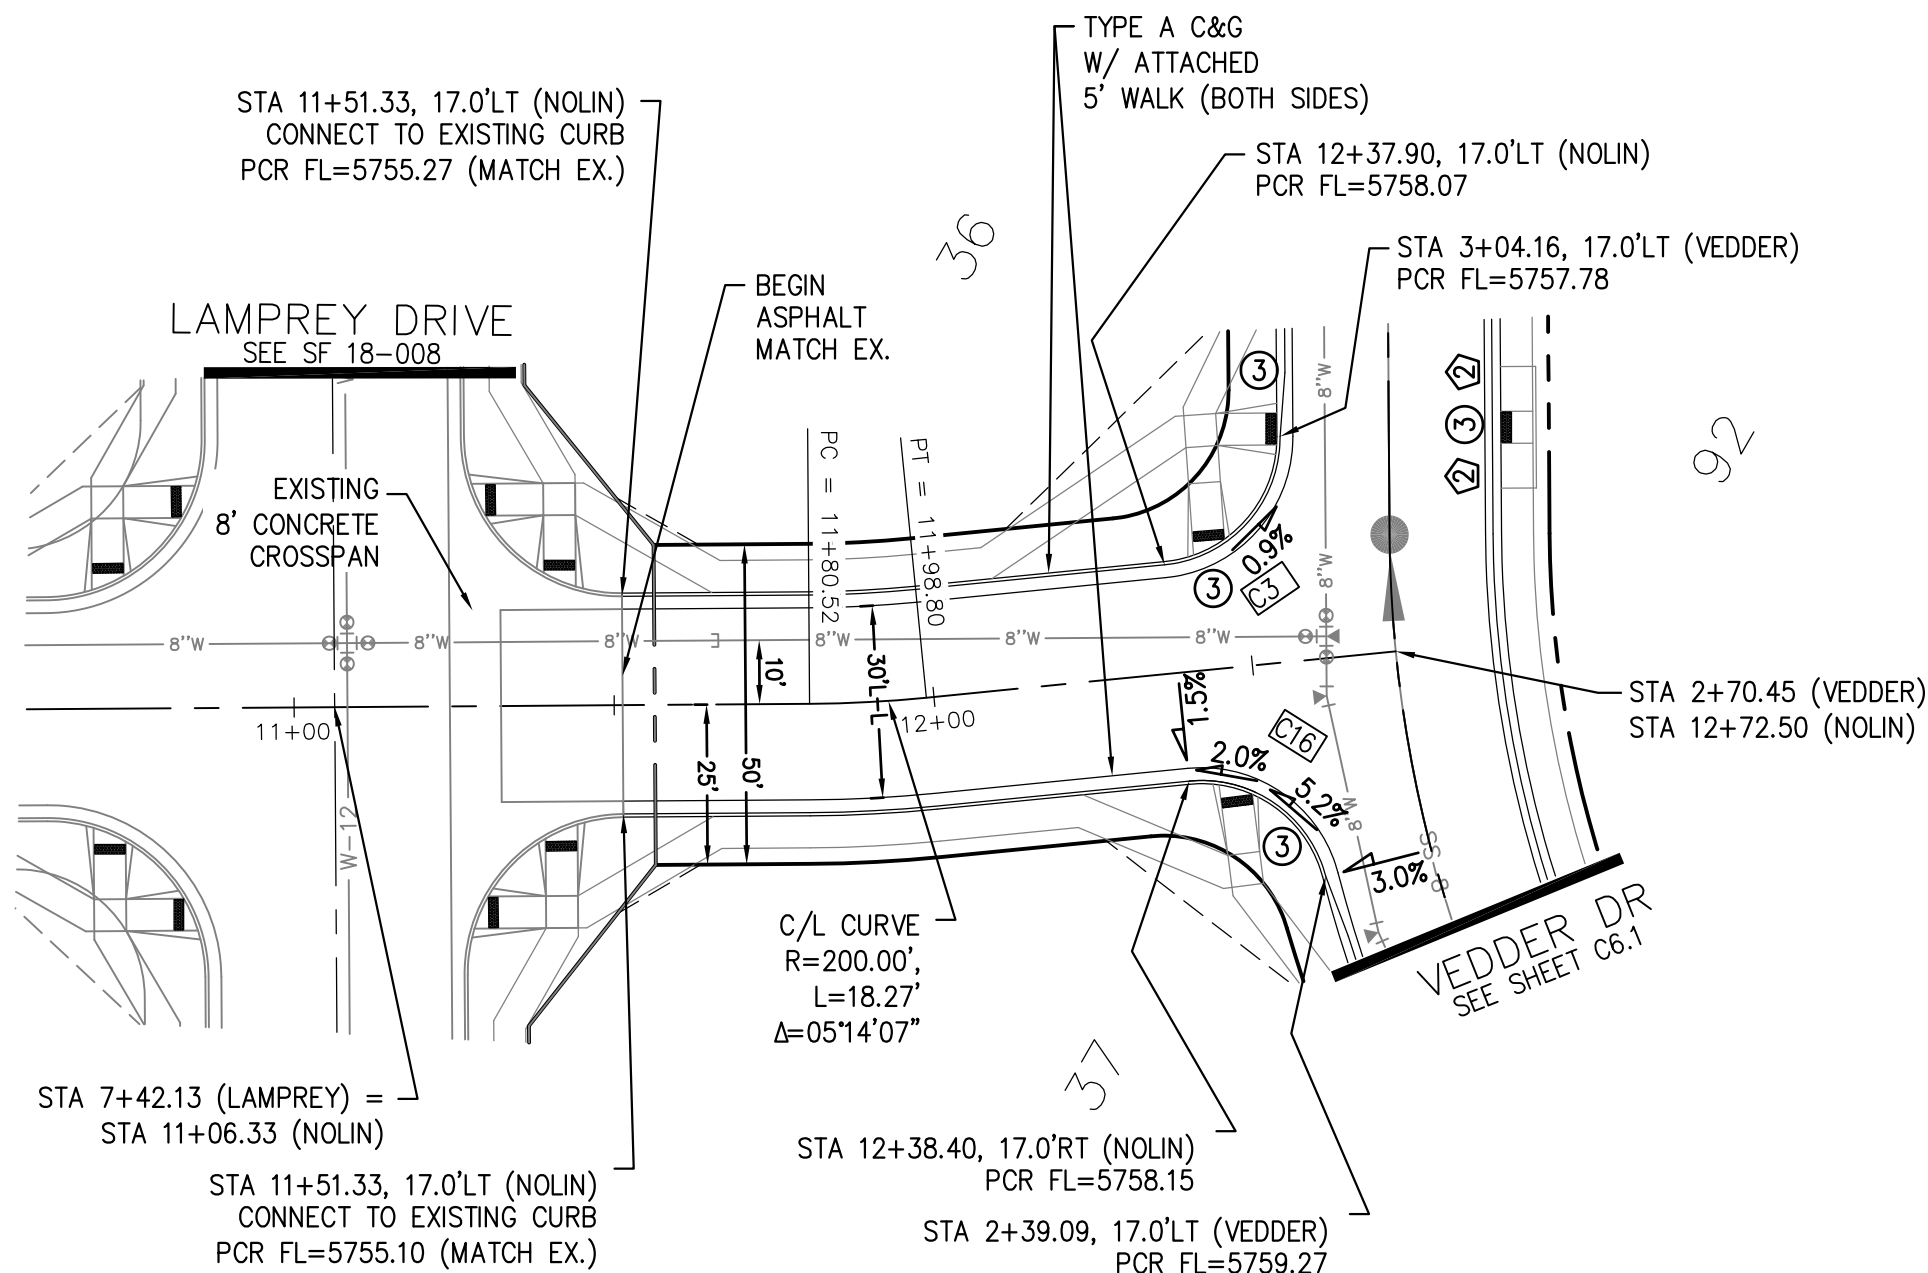 TYPE A C&G
W/ ATTACHED
5' WALK (BOTH SIDES)
STA 11+51.33, 17.0'LT (NOLIN)
CONNECT TO EXISTING CURB
PCR FL=5755.27 (MATCH EX.)
STA 12+37.90, 17.0'LT (NOLIN)
PCR FL=5758.07
36
STA 3+04.16, 17.0'LT (VEDDER)
PCR FL=5757.78
BEGIN
ASPHALT
MATCH EX.
LAMPREY DRIVE
SEE SF 18-008
3
2
3
2
8"W
92
PC = 11+80.52
PT = 11+98.80
EXISTING
8' CONCRETE
CROSSPAN
0.9%
C3
3
8"W
8"W
8"W
8"W
8"W
8"W
8"W
10'
30'L-L
1.5%
STA 2+70.45 (VEDDER)
STA 12+72.50 (NOLIN)
11+00
12+00
C16
2.0%
5.2%
25'
50'
W-12
8"W
8 SS
3
3.0%
VEDDER DR
SEE SHEET C6.1
C/L CURVE
R=200.00',
L=18.27'
Δ=05°14'07"
37
STA 7+42.13 (LAMPREY) =
STA 11+06.33 (NOLIN)
STA 12+38.40, 17.0'RT (NOLIN)
PCR FL=5758.15
STA 11+51.33, 17.0'LT (NOLIN)
CONNECT TO EXISTING CURB
PCR FL=5755.10 (MATCH EX.)
STA 2+39.09, 17.0'LT (VEDDER)
PCR FL=5759.27